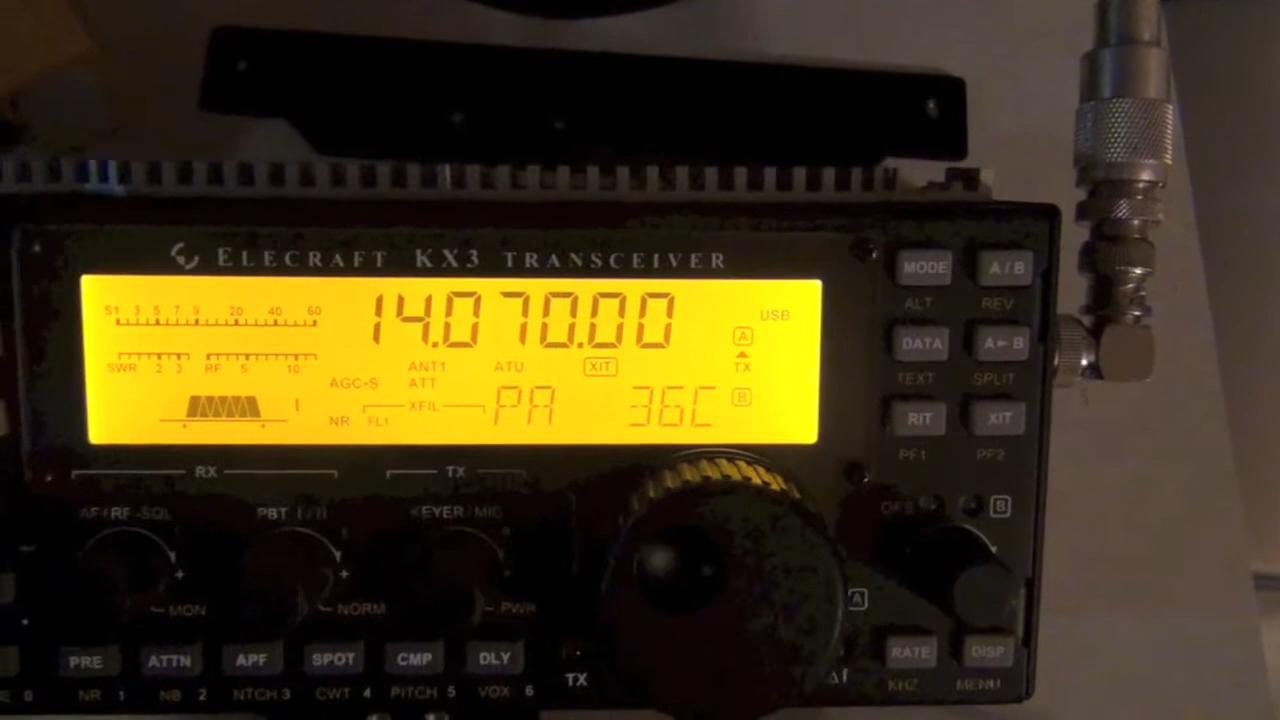 ELECRAFT KX3 TRANSCEIVER
S1 3 5 7 9 20 40 60
14.070.00
USB
A
TX
B
SWR 2 3 RF 5 10
ANT1 ATU XIT
AGC-S ATT
NR FL1 XFIL
PA 36C
MODE A/B
ALT REV
DATA A←B
TEXT SPLIT
RIT XIT
PF1 PF2
OFS B
RX TX
AF/RF-SQL PBT I/II KEYER/MIC
- + - + -
MON NORM PWR
A
PRE ATTN APF SPOT CMP DLY
NR 1 NB 2 NTCH 3 CWT 4 PITCH 5 VOX 6
0
TX
RATE DISP
KHZ MENU